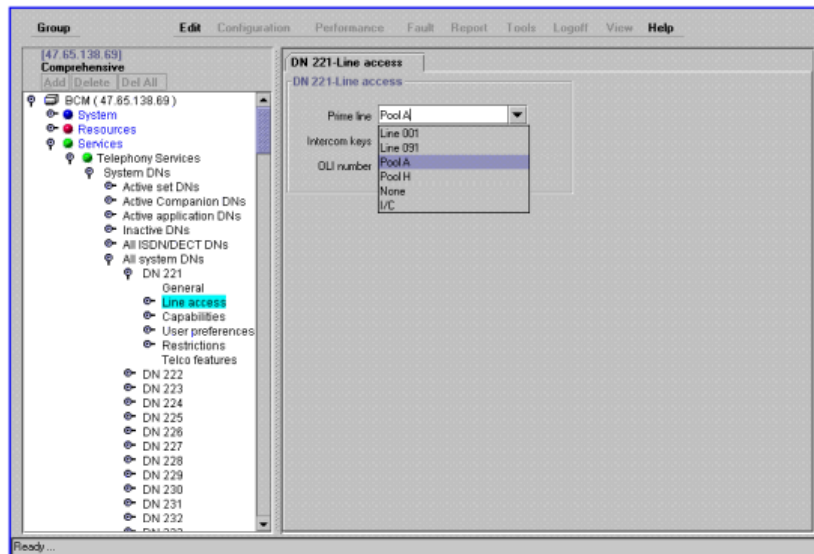 Group Edit Configuration Performance Fault Report Tools Logoff View Help
[47.65.138.69]
Comprehensive
Add Delete Del All
BCM ( 47.65.138.69 )
System
Resources
Services
Telephony Services
System DNs
Active set DNs
Active Companion DNs
Active application DNs
Inactive DNs
All ISDN/DECT DNs
All system DNs
DN 221
General
Line access
Capabilities
User preferences
Restrictions
Telco features
DN 222
DN 223
DN 224
DN 225
DN 226
DN 227
DN 228
DN 229
DN 230
DN 231
DN 232
DN 221-Line access
DN 221-Line access
Prime line Pool A
Intercom keys
OLI number
Line 001
Line 091
Pool A
Pool H
None
I/C
Ready ...